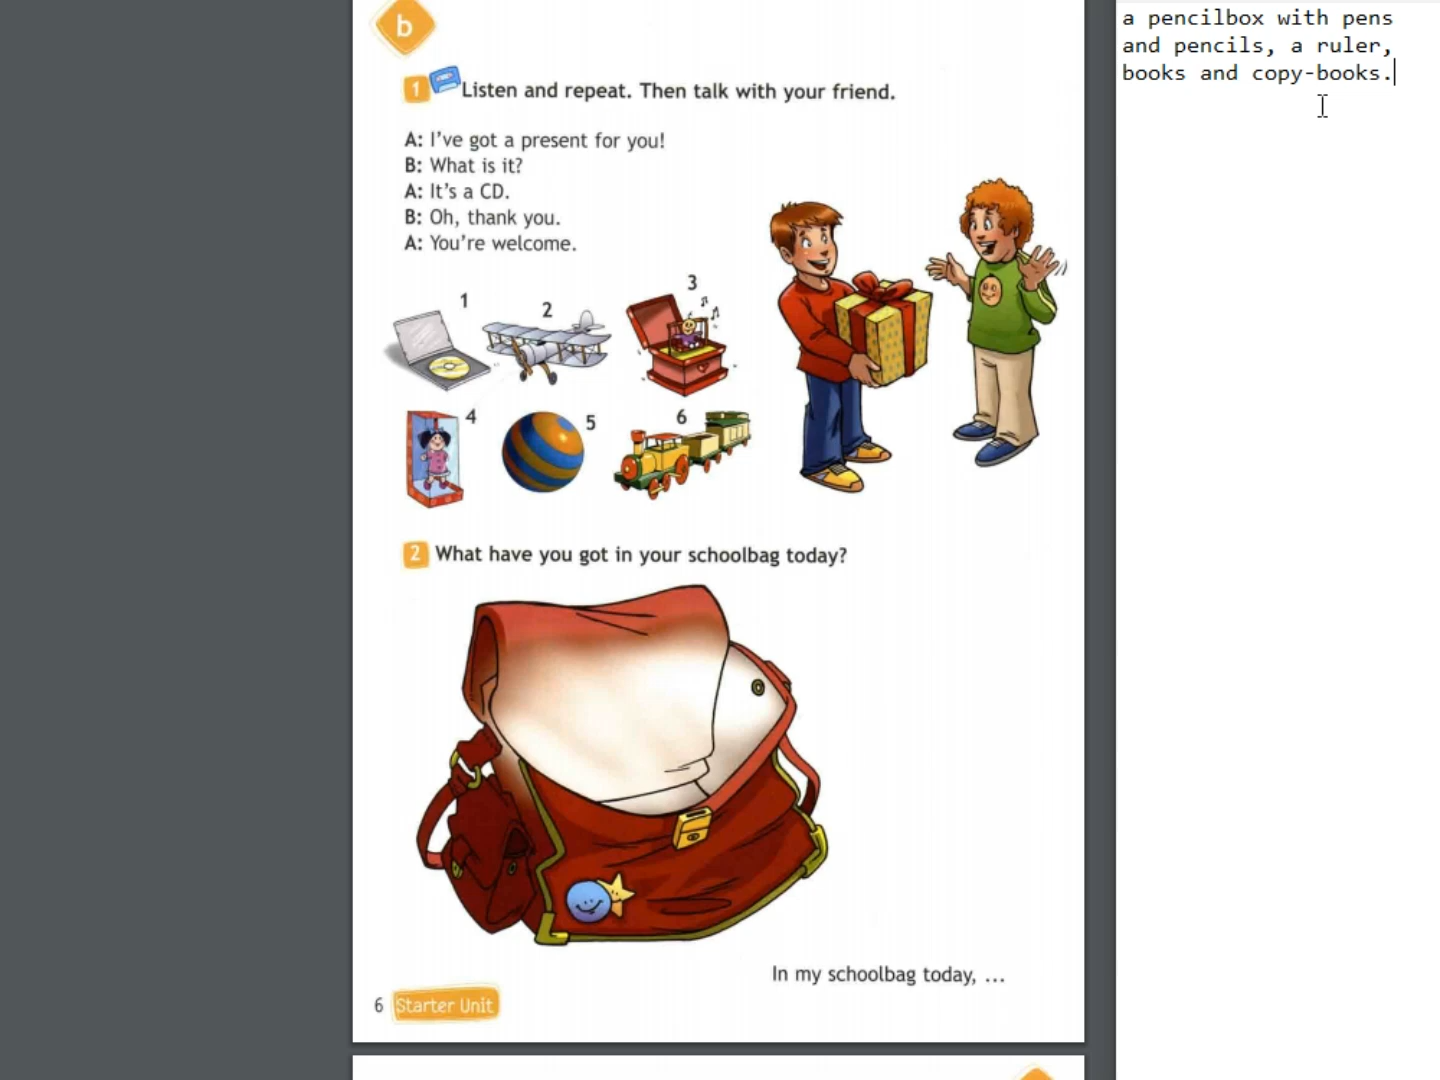 b
1 Listen and repeat. Then talk with your friend.
A: I've got a present for you!
B: What is it?
A: It's a CD.
B: Oh, thank you.
A: You're welcome.
1
2
3
4
5
6
2 What have you got in your schoolbag today?
In my schoolbag today, ...
6 Starter Unit
a pencilbox with pens
and pencils, a ruler,
books and copy-books.